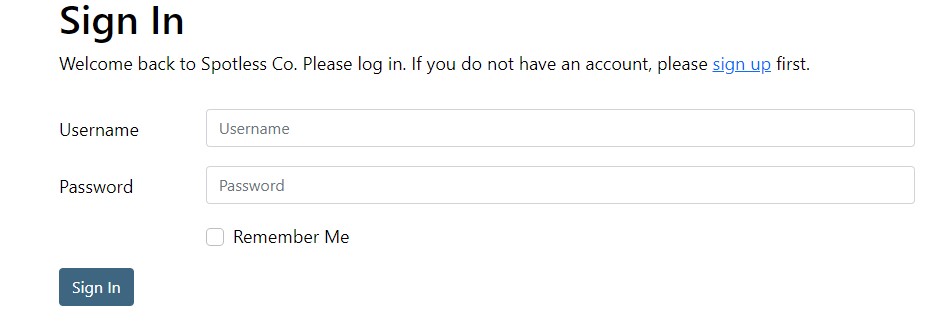 Sign In
Welcome back to Spotless Co. Please log in. If you do not have an account, please sign up first.
Username Username
Password Password
Remember Me
Sign In